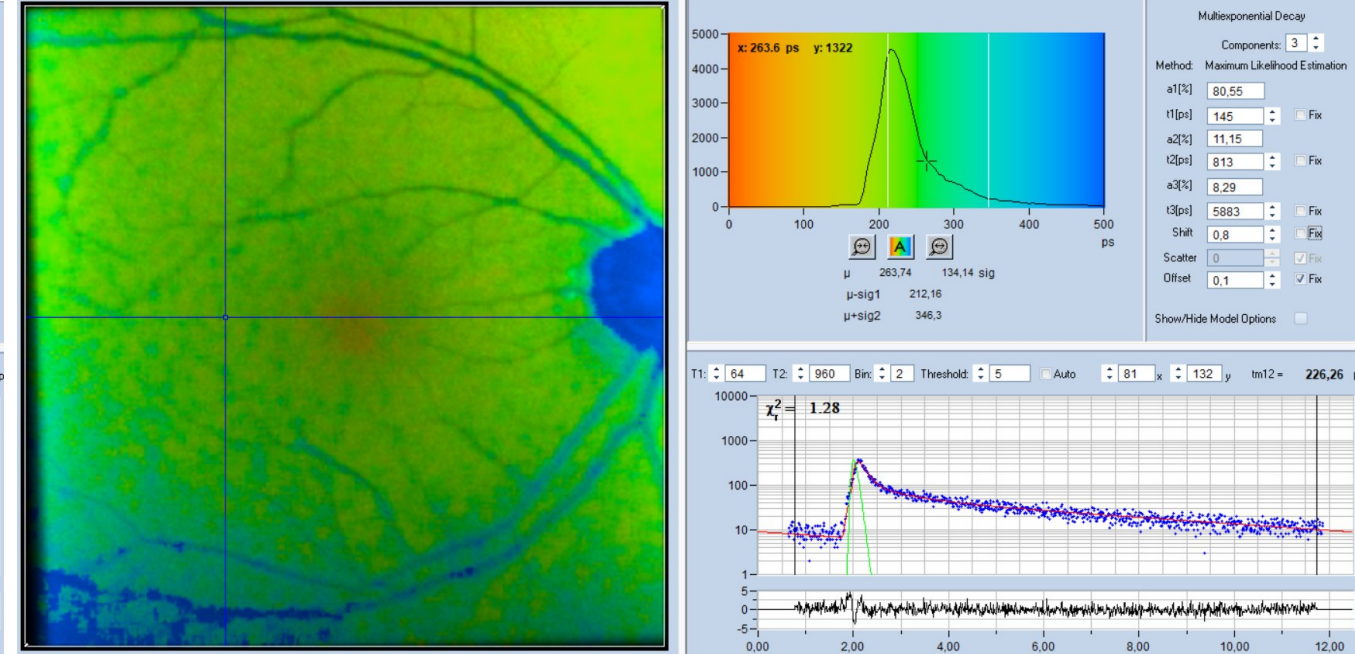 5000
x: 263.6 ps y: 1322
4000
3000
2000
1000
0
0 100 200 300 400 500
ps
A
μ 263,74 134,14 sig
μ-sig1 212,16
μ+sig2 346,3
Multiexponential Decay
Components: 3
Method: Maximum Likelihood Estimation
a1[%] 80,55
t1[ps] 145 Fix
a2[%] 11,15
t2[ps] 813 Fix
a3[%] 8,29
t3[ps] 5883 Fix
Shift 0,8 Fix
Scatter 0 Fix
Offset 0,1 Fix
Show/Hide Model Options
T1: 64 T2: 960 Bin: 2 Threshold: 5 Auto 81 x 132 y tm12 = 226,26
10000
χr2 = 1.28
1000
100
10
1
5
0
-5
0,00 2,00 4,00 6,00 8,00 10,00 12,00